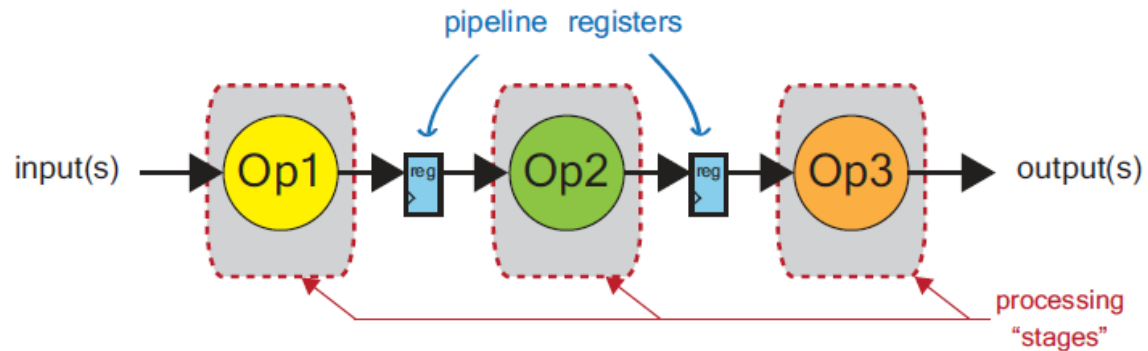 pipeline registers
input(s)
Op1
reg
Op2
reg
Op3
output(s)
processing
“stages”